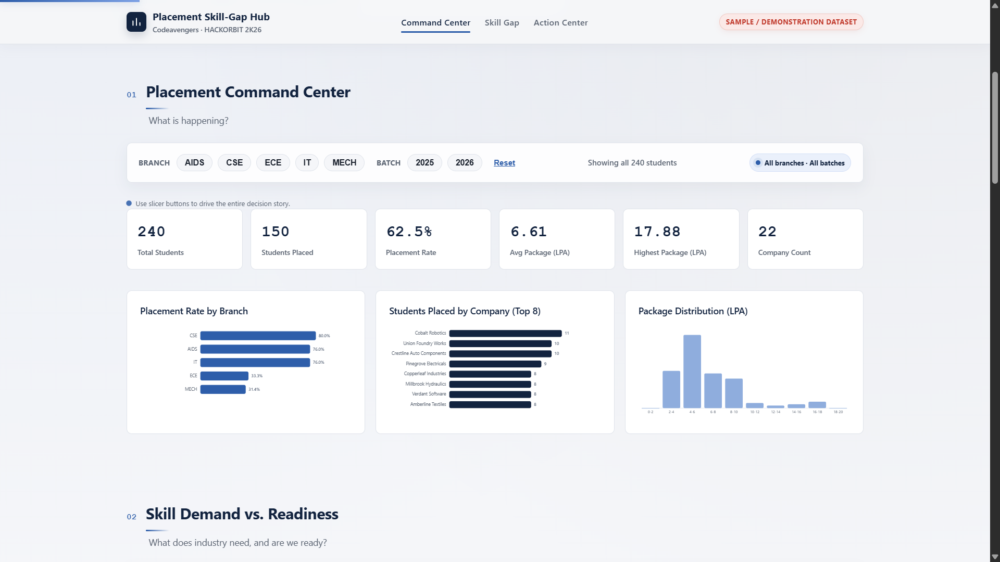 Placement Skill-Gap Hub
Codeavengers · HACKORBIT 2K26
Command Center
Skill Gap
Action Center
SAMPLE / DEMONSTRATION DATASET
01 Placement Command Center
What is happening?
BRANCH AIDS CSE ECE IT MECH BATCH 2025 2026 Reset Showing all 240 students All branches · All batches
Use slicer buttons to drive the entire decision story.
240
Total Students
150
Students Placed
62.5%
Placement Rate
6.61
Avg Package (LPA)
17.88
Highest Package (LPA)
22
Company Count
Placement Rate by Branch
CSE 80.0%
AIDS 76.0%
IT 76.0%
ECE 33.3%
MECH 31.4%
Students Placed by Company (Top 8)
Cobalt Robotics 11
Union Foundry Works 10
Crestline Auto Components 10
Pinegrove Electricals 9
Copperleaf Industries 8
Millbrook Hydraulics 8
Verdant Software 8
Amberline Textiles 8
Package Distribution (LPA)
0-2 2-4 4-6 6-8 8-10 10-12 12-14 14-16 16-18 18-20
02 Skill Demand vs. Readiness
What does industry need, and are we ready?